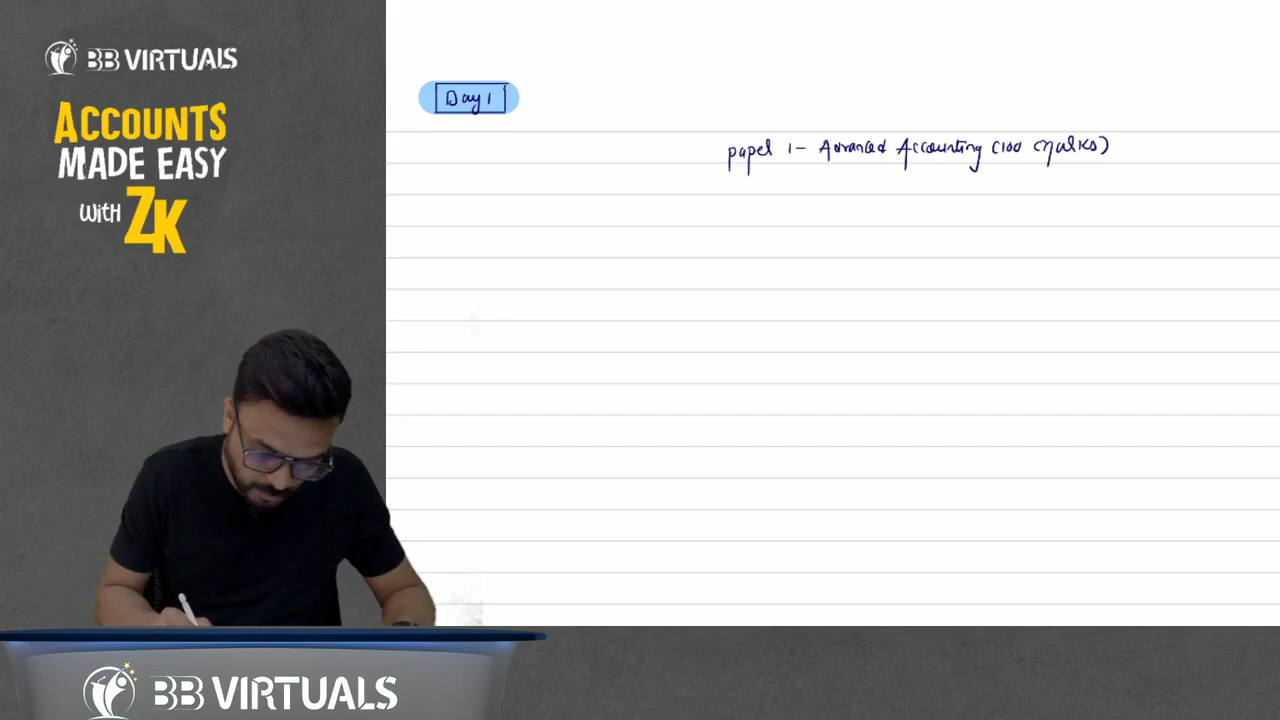 BB VIRTUALS
ACCOUNTS
MADE EASY
WITH ZK
Day 1
paper 1 - Advanced Accounting (100 Marks)
BB VIRTUALS